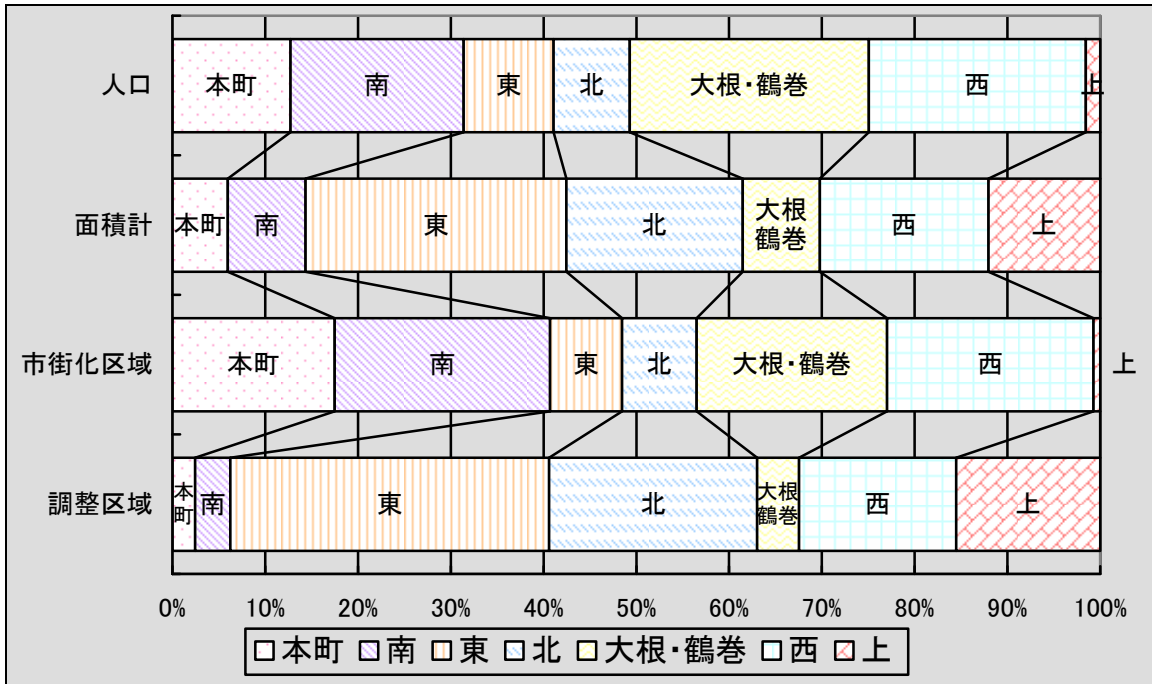 人口 本町 南 東 北 大根・鶴巻 西 上
面積計 本町 南 東 北 大根 西 上
鶴巻
市街化区域 本町 南 東 北 大根・鶴巻 西 上
調整区域 本 南 東 北 大根 西 上
町 鶴巻
0% 10% 20% 30% 40% 50% 60% 70% 80% 90% 100%
本町 南 東 北 大根・鶴巻 西 上